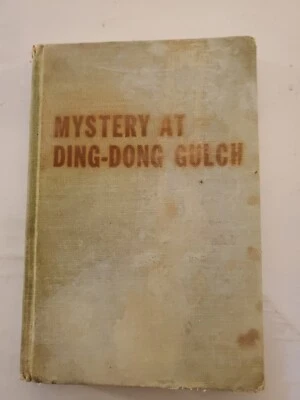 MYSTERY AT
DING-DONG GULCH